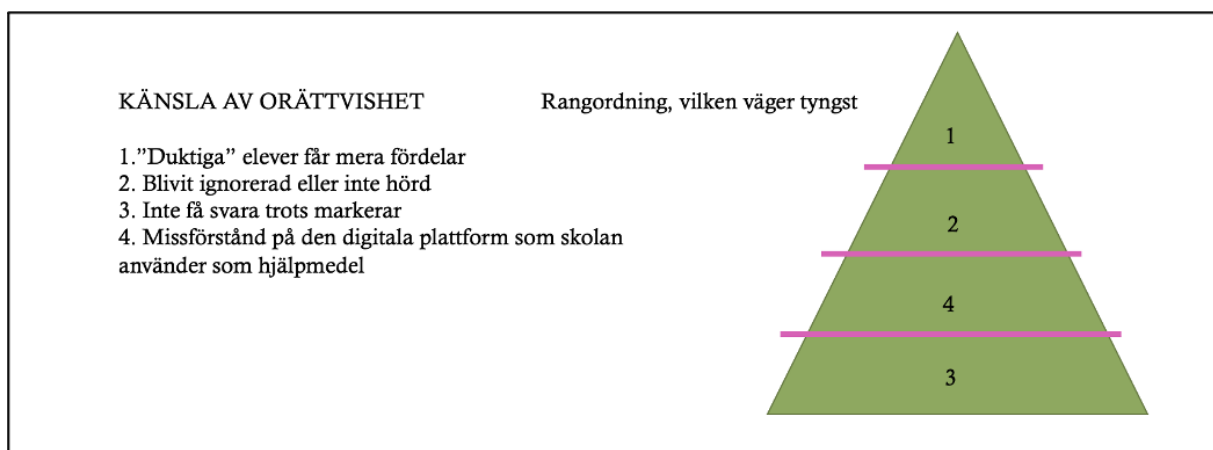 KÄNSLA AV ORÄTTVISHET
Rangordning, vilken väger tyngst
1.”Duktiga” elever får mera fördelar
2. Blivit ignorerad eller inte hörd
3. Inte få svara trots markerar
4. Missförstånd på den digitala plattform som skolan
använder som hjälpmedel
1
2
4
3